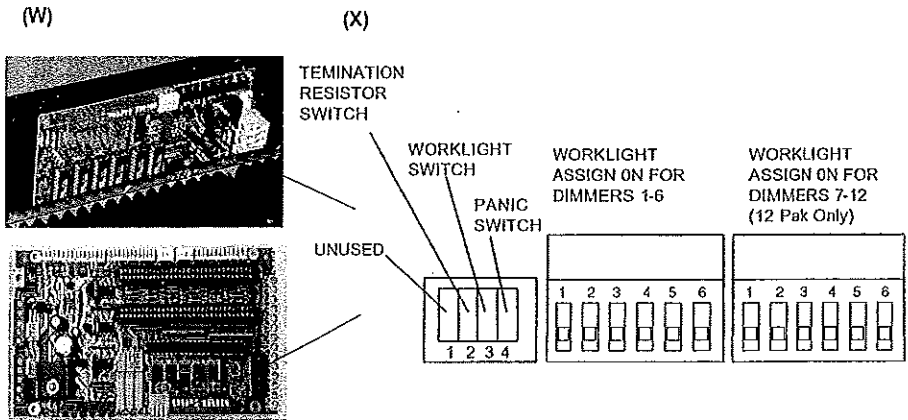 (W)
(X)
TEMINATION
RESISTOR
SWITCH
WORKLIGHT
SWITCH
PANIC
SWITCH
UNUSED
1 2 3 4
WORKLIGHT
ASSIGN 0N FOR
DIMMERS 1-6
1 2 3 4 5 6
WORKLIGHT
ASSIGN 0N FOR
DIMMERS 7-12
(12 Pak Only)
1 2 3 4 5 6